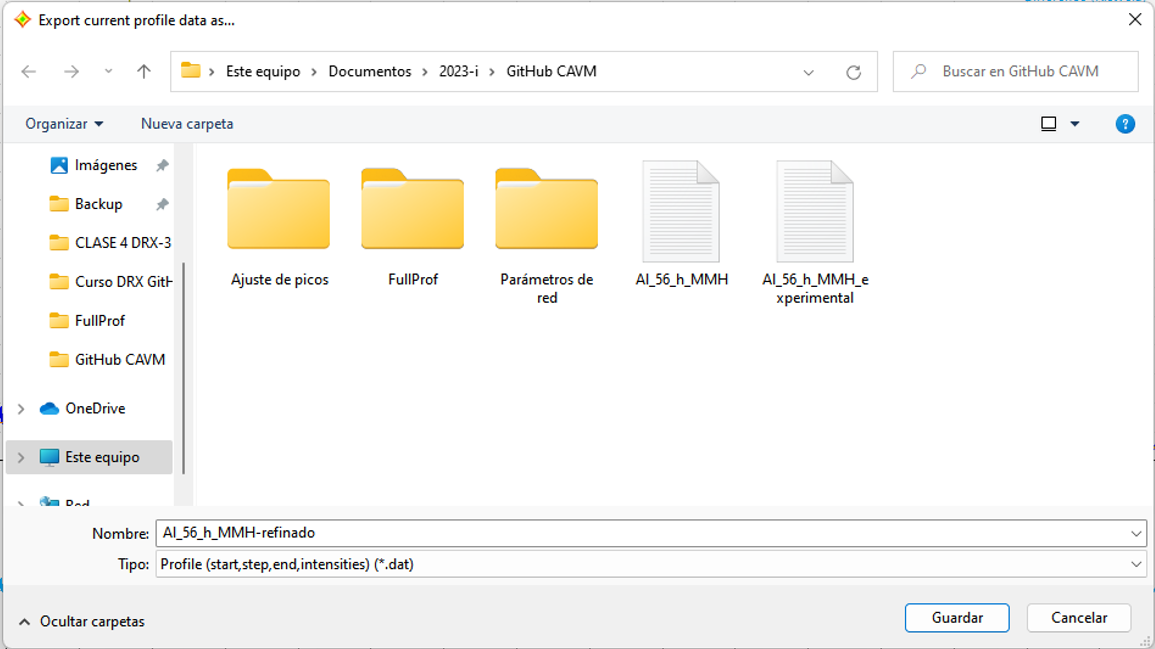 Export current profile data as...
Este equipo > Documentos > 2023-i > GitHub CAVM
Buscar en GitHub CAVM
Organizar Nueva carpeta
?
Imágenes
Backup
CLASE 4 DRX-3
Curso DRX GitH
FullProf
GitHub CAVM
OneDrive
Este equipo
Red
Ajuste de picos
FullProf
Parámetros de
red
Al_56_h_MMH
Al_56_h_MMH_e
xperimental
Nombre: Al_56_h_MMH-refinado
Tipo: Profile (start,step,end,intensities) (*.dat)
Ocultar carpetas
Guardar Cancelar